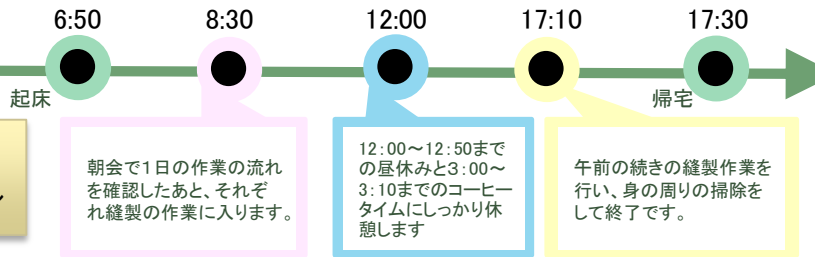 6:50
8:30
12:00
17:10
17:30
起床
帰宅
朝会で1日の作業の流れ
を確認したあと、それぞ
れ縫製の作業に入ります。
12:00～12:50まで
の昼休みと3:00～
3:10までのコーヒー
タイムにしっかり休
憩します
午前の続きの縫製作業を
行い、身の周りの掃除を
して終了です。